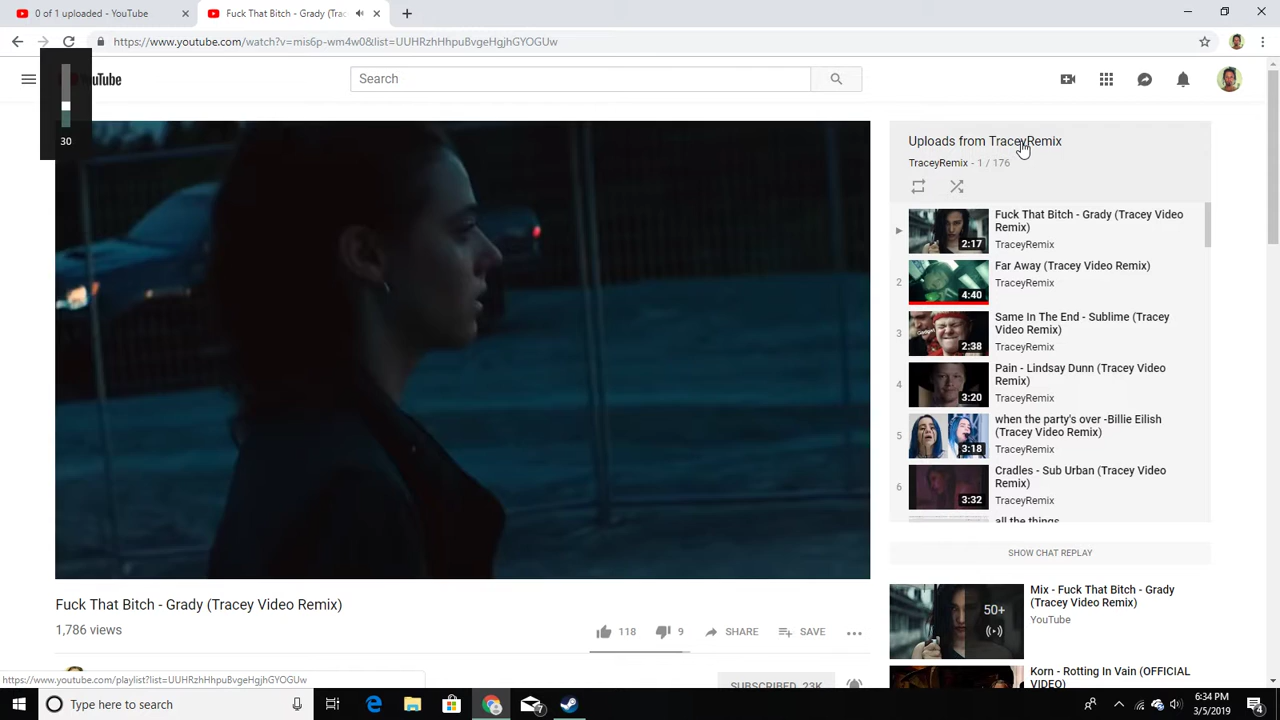 0 of 1
Fuck That Bitch - Gra
https://www.youtube.com/watch?v=mis6p-wm4w0&list=UUHRzhHhpuBvgeHgjhGYOGUw
30
YouTube
Search
Uploads from TraceyRemix
TraceyRemix - 1 / 176
Fuck That Bitch - Grady (Tracey Video
Remix)
TraceyRemix
2:17
2
Far Away (Tracey Video Remix)
TraceyRemix
4:40
3
Same In The End - Sublime (Tracey
Video Remix)
TraceyRemix
2:38
4
Pain - Lindsay Dunn (Tracey Video
Remix)
TraceyRemix
3:20
5
when the party's over -Billie Eilish
(Tracey Video Remix)
TraceyRemix
3:18
6
Cradles - Sub Urban (Tracey Video
Remix)
TraceyRemix
3:32
all the things
SHOW CHAT REPLAY
Fuck That Bitch - Grady (Tracey Video Remix)
1,786 views
118
9
SHARE
SAVE
SUBSCRIBED 23K
Mix - Fuck That Bitch - Grady
(Tracey Video Remix)
YouTube
50+
Korn - Rotting In Vain (OFFICIAL
VIDEO)
https://www.youtube.com/playlist?list=UUHRzhHhpuBvgeHgjhGYOGUw
Type here to search
6:34 PM
3/5/2019